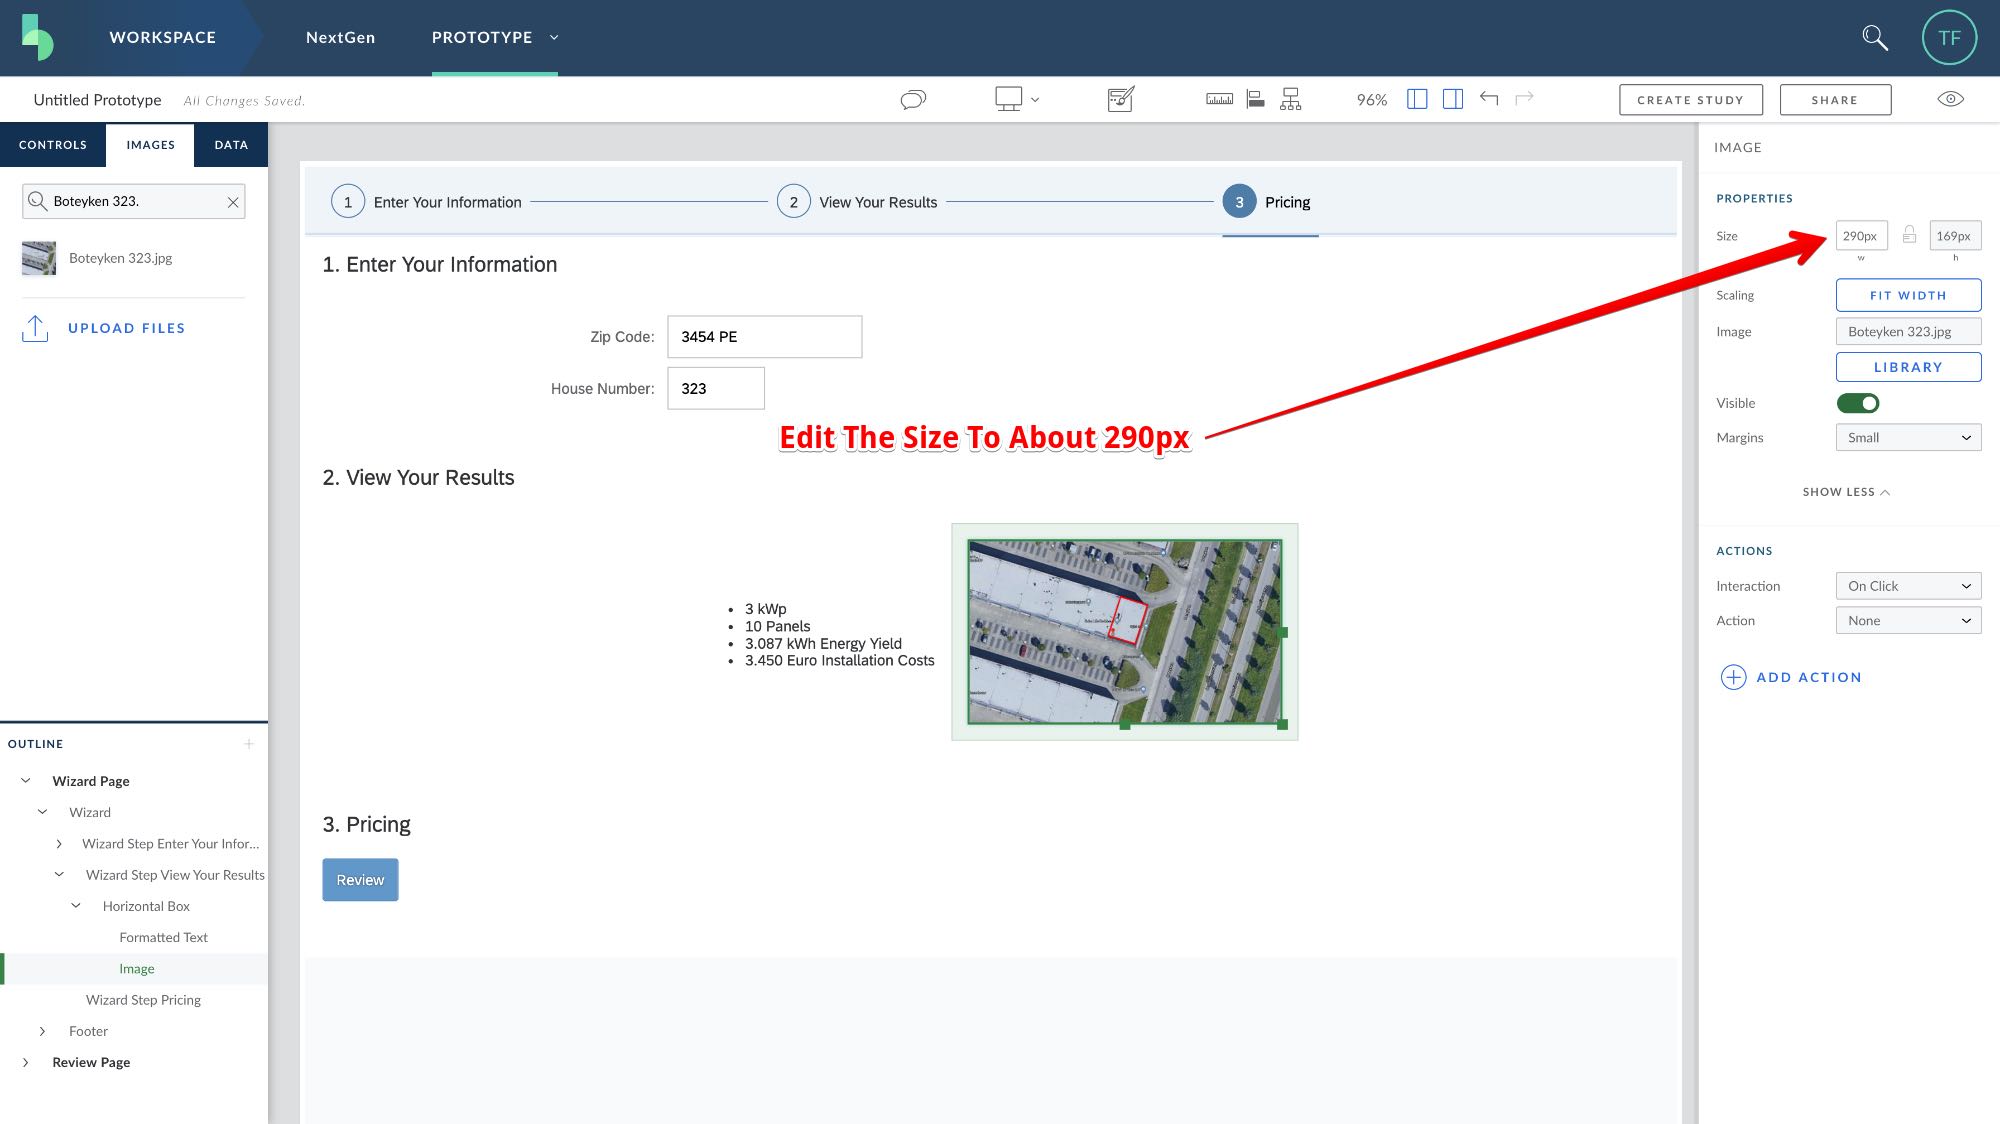 WORKSPACE NextGen PROTOTYPE TF
Untitled Prototype All Changes Saved. 96% CREATE STUDY SHARE
CONTROLS IMAGES DATA
Boteyken 323.
Boteyken 323.jpg
UPLOAD FILES
OUTLINE
Wizard Page
Wizard
Wizard Step Enter Your Infor...
Wizard Step View Your Results
Horizontal Box
Formatted Text
Image
Wizard Step Pricing
Footer
Review Page
1 Enter Your Information 2 View Your Results 3 Pricing
1. Enter Your Information
Zip Code: 3454 PE
House Number: 323
Edit The Size To About 290px
2. View Your Results
• 3 kWp
• 10 Panels
• 3.087 kWh Energy Yield
• 3.450 Euro Installation Costs
3. Pricing
Review
IMAGE
PROPERTIES
Size 290px 169px
w h
Scaling FIT WIDTH
Image Boteyken 323.jpg
LIBRARY
Visible
Margins Small
SHOW LESS
ACTIONS
Interaction On Click
Action None
ADD ACTION